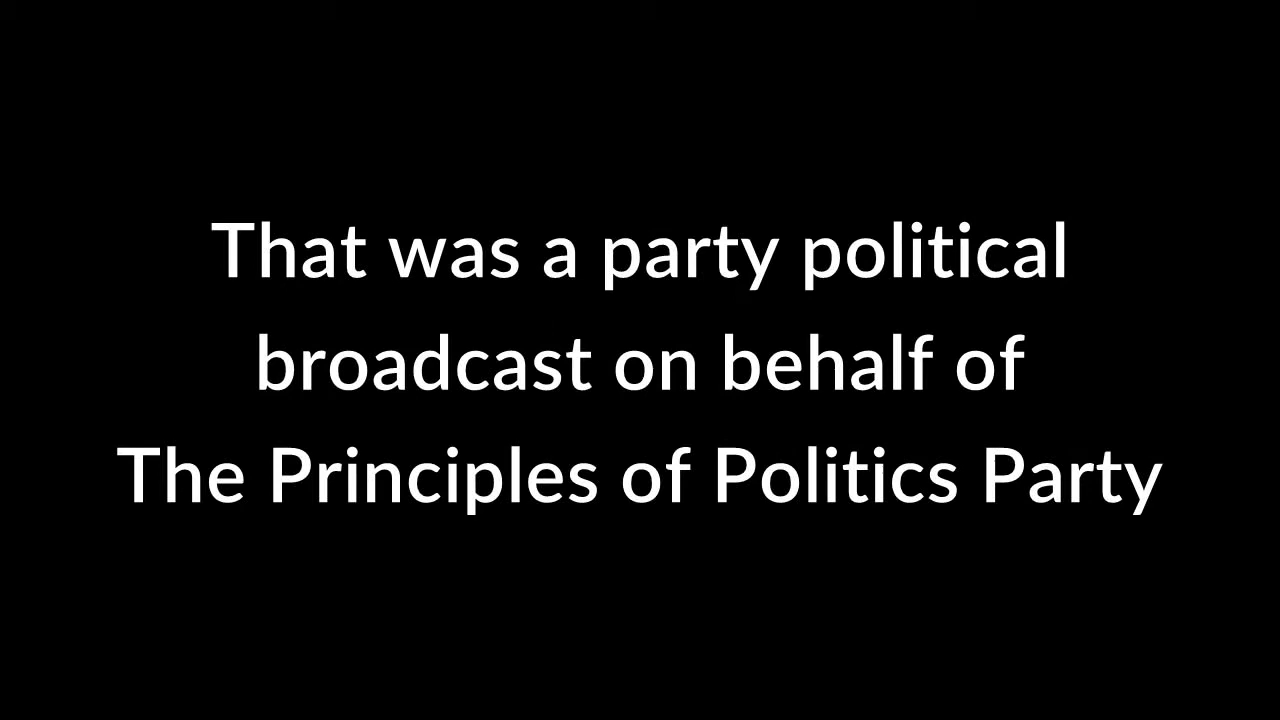 That was a party political
broadcast on behalf of
The Principles of Politics Party